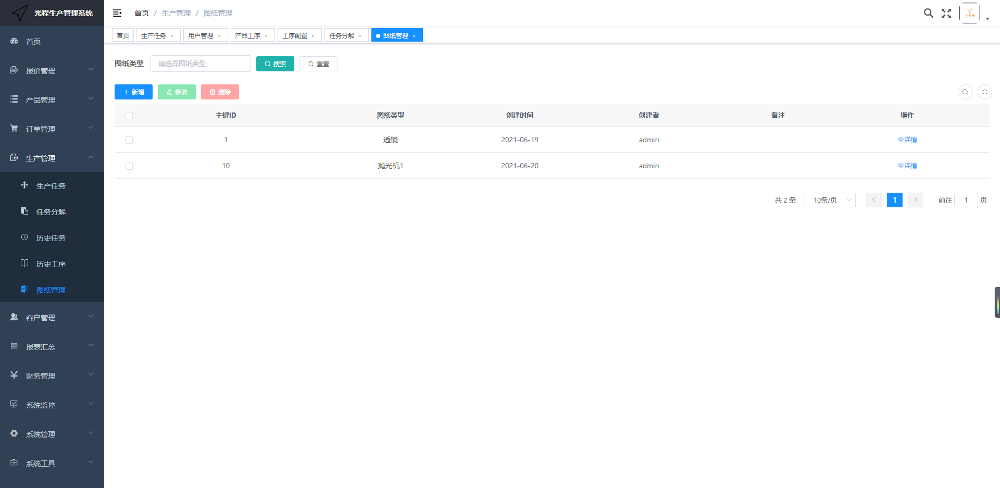 光程生产管理系统
首页 / 生产管理 / 图纸管理
首页
生产任务 ×
用户管理 ×
产品工序 ×
工序配置 ×
任务分解 ×
图纸管理 ×
首页
报价管理
产品管理
订单管理
生产管理
生产任务
任务分解
历史任务
历史工序
图纸管理
客户管理
报表汇总
财务管理
系统监控
系统管理
系统工具
图纸类型 请选择图纸类型 搜索 重置
新增 修改 删除
主键ID 图纸类型 创建时间 创建者 备注 操作
1 透镜 2021-06-19 admin 详情
10 抛光机1 2021-06-20 admin 详情
共 2 条 10条/页 1 前往 1 页